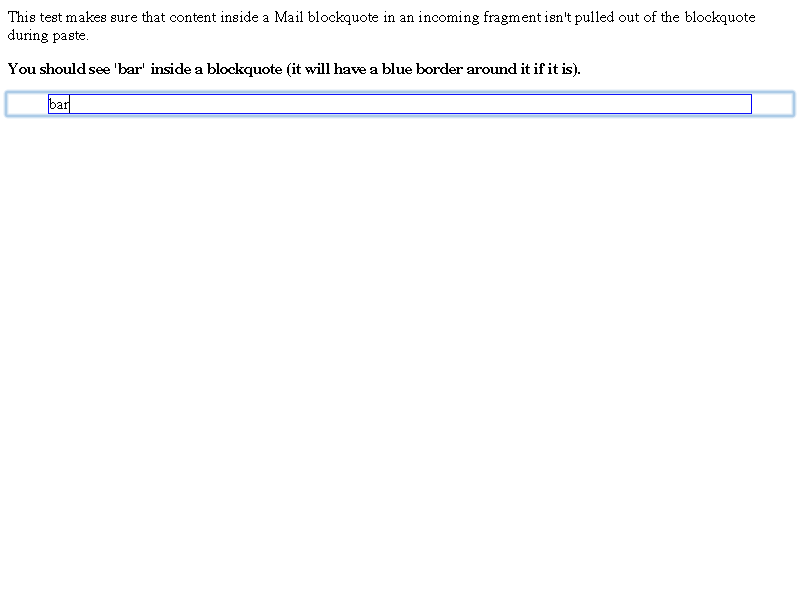 This test makes sure that content inside a Mail blockquote in an incoming fragment isn't pulled out of the blockquote
during paste.
You should see 'bar' inside a blockquote (it will have a blue border around it if it is).
bar